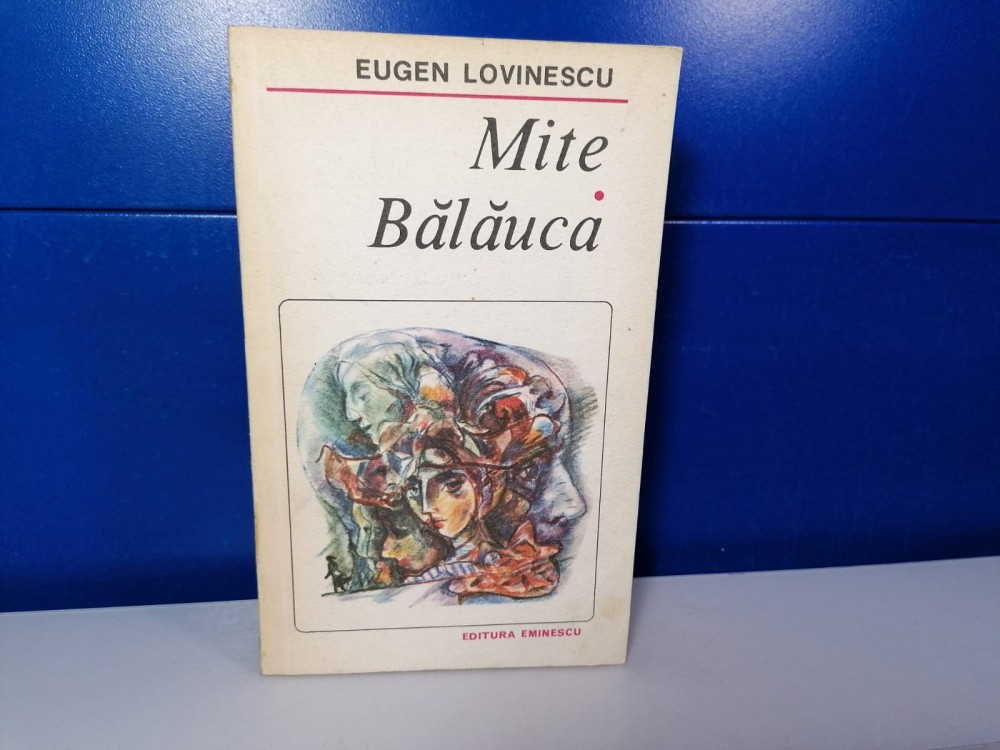 EUGEN LOVINESCU
Mite
•
Bălăuca
EDITURA EMINESCU